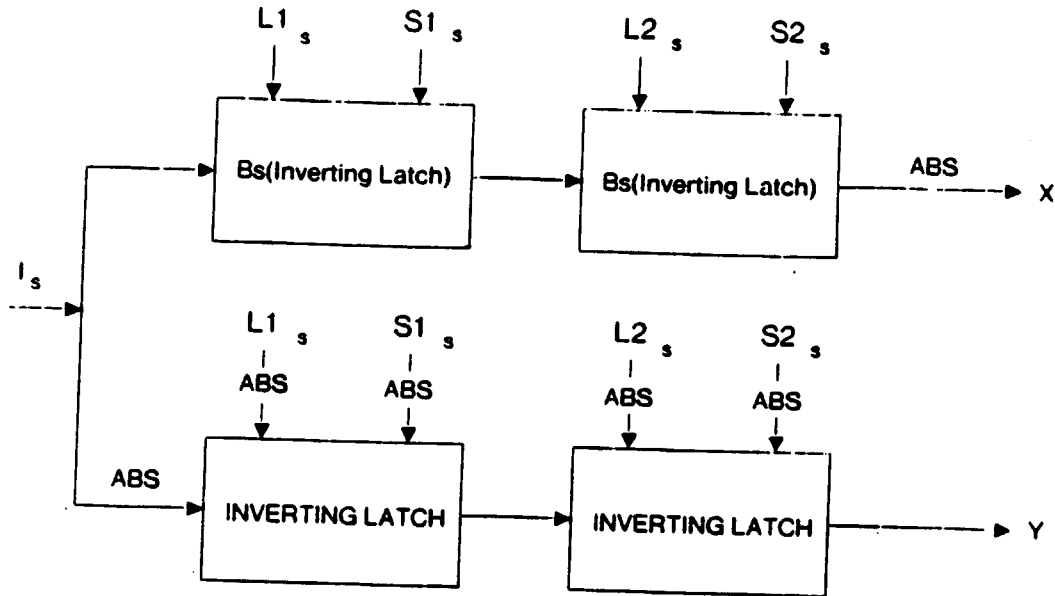 L1 s S1 s L2 s S2 s
Bs(Inverting Latch) Bs(Inverting Latch) ABS X
I s
L1 s S1 s L2 s S2 s
ABS ABS ABS ABS
ABS INVERTING LATCH INVERTING LATCH Y